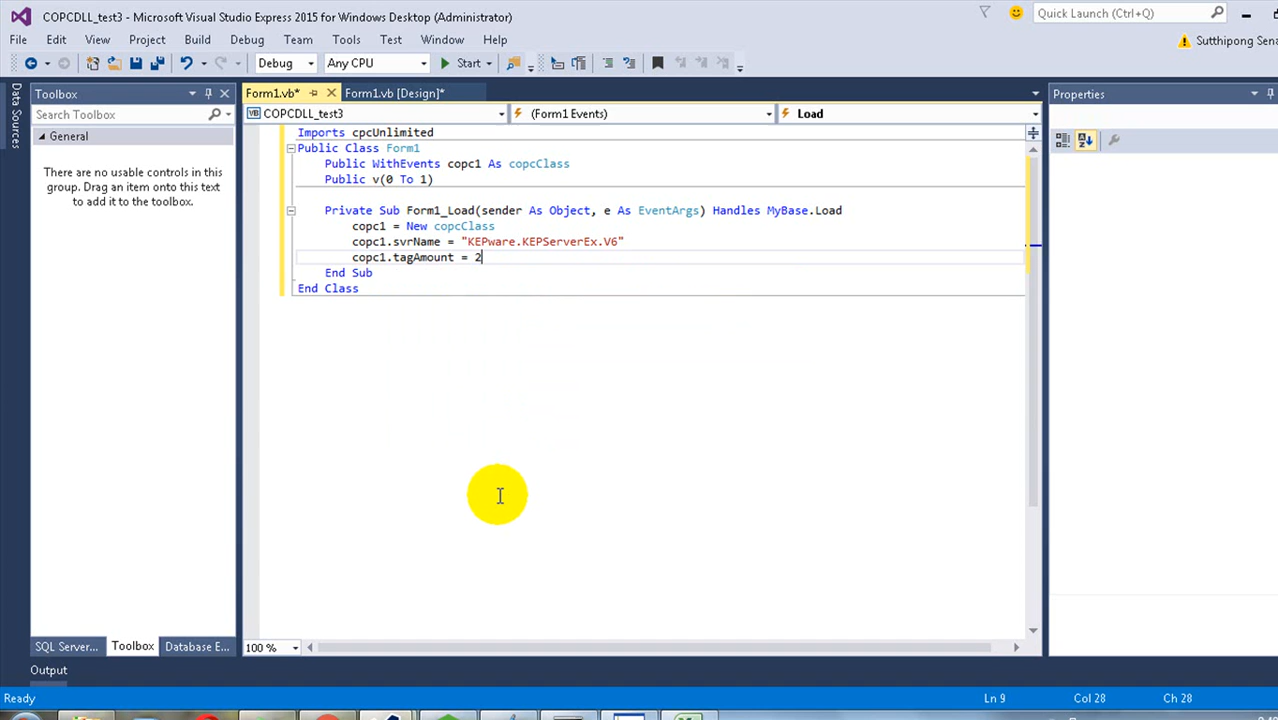 COPCDLL_test3 - Microsoft Visual Studio Express 2015 for Windows Desktop (Administrator)
Quick Launch (Ctrl+Q)
File Edit View Project Build Debug Team Tools Test Window Help
Sutthipong Sena
Debug Any CPU Start
Data Sources
Toolbox
Search Toolbox
General
There are no usable controls in this
group. Drag an item onto this text
to add it to the toolbox.
Form1.vb* Form1.vb [Design]*
VB COPCDLL_test3 (Form1 Events) Load
Imports cpcUnlimited
Public Class Form1
Public WithEvents copc1 As copcClass
Public v(0 To 1)
Private Sub Form1_Load(sender As Object, e As EventArgs) Handles MyBase.Load
copc1 = New copcClass
copc1.svrName = "KEPware.KEPServerEx.V6"
copc1.tagAmount = 2
End Sub
End Class
Properties
100 %
SQL Server... Toolbox Database E...
Output
Ready Ln 9 Col 28 Ch 28